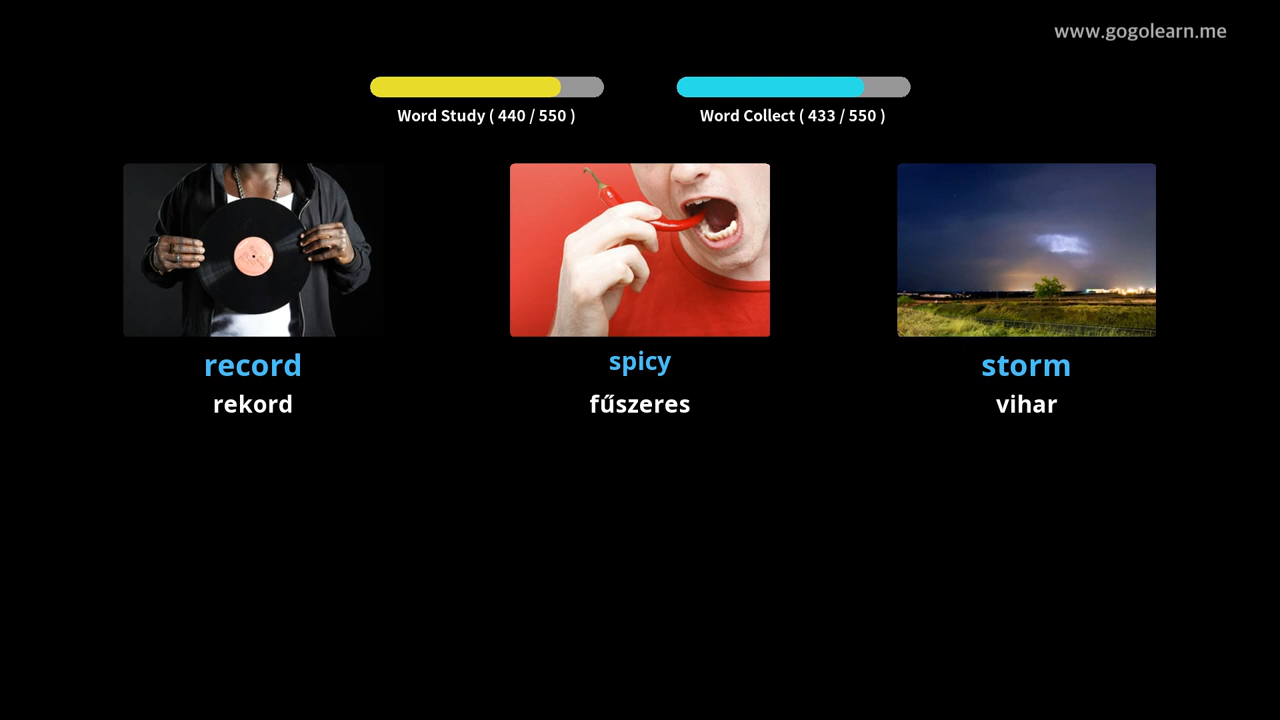 www.gogolearn.me
Word Study ( 440 / 550 )
Word Collect ( 433 / 550 )
record
spicy
storm
rekord
fűszeres
vihar